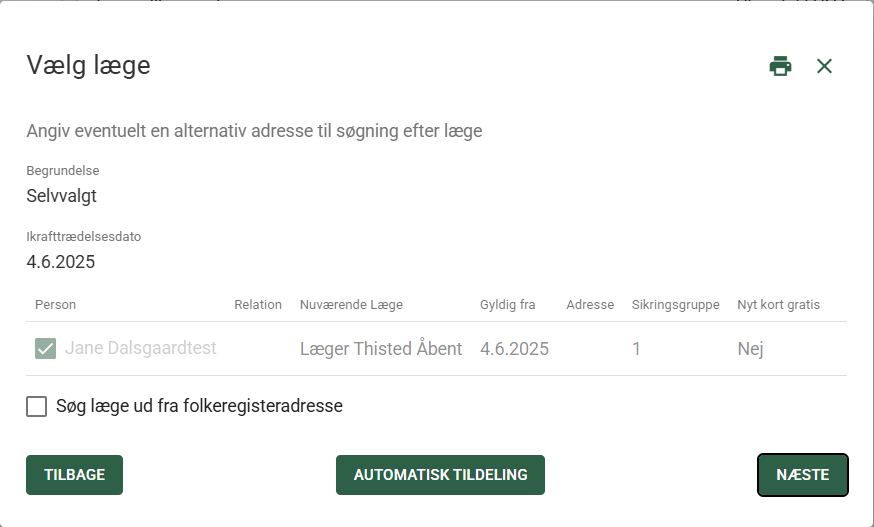 Vælg læge
Angiv eventuelt en alternativ adresse til søgning efter læge
Begrundelse
Selvvalgt
Ikrafttrædelsesdato
4.6.2025
Person Relation Nuværende Læge Gyldig fra Adresse Sikringsgruppe Nyt kort gratis
Jane Dalsgaardtest Læger Thisted Åbent 4.6.2025 1 Nej
Søg læge ud fra folkeregisteradresse
TILBAGE AUTOMATISK TILDELING NÆSTE